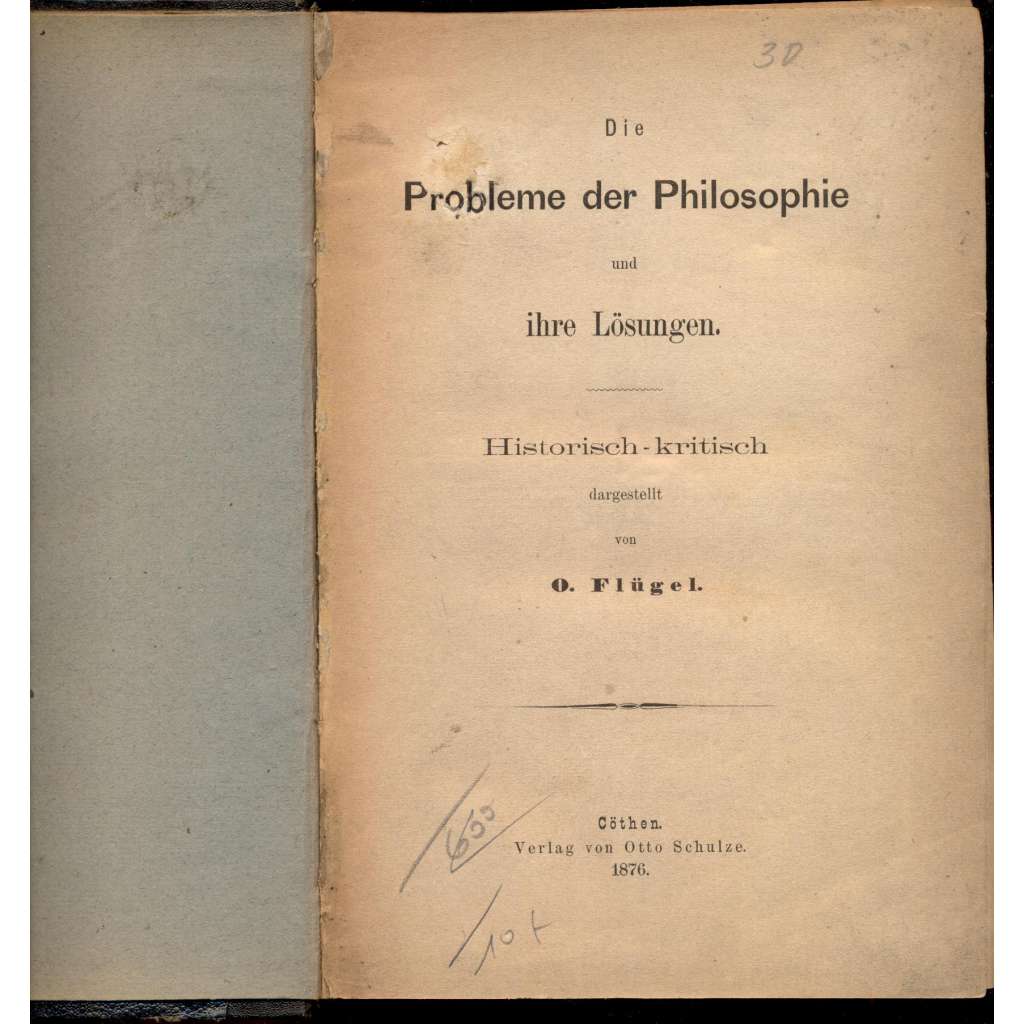 30
Die
Probleme der Philosophie
und
ihre Lösungen.
Historisch-kritisch
dargestellt
von
O. Flügel.
Cöthen.
Verlag von Otto Schulze.
1876.
10